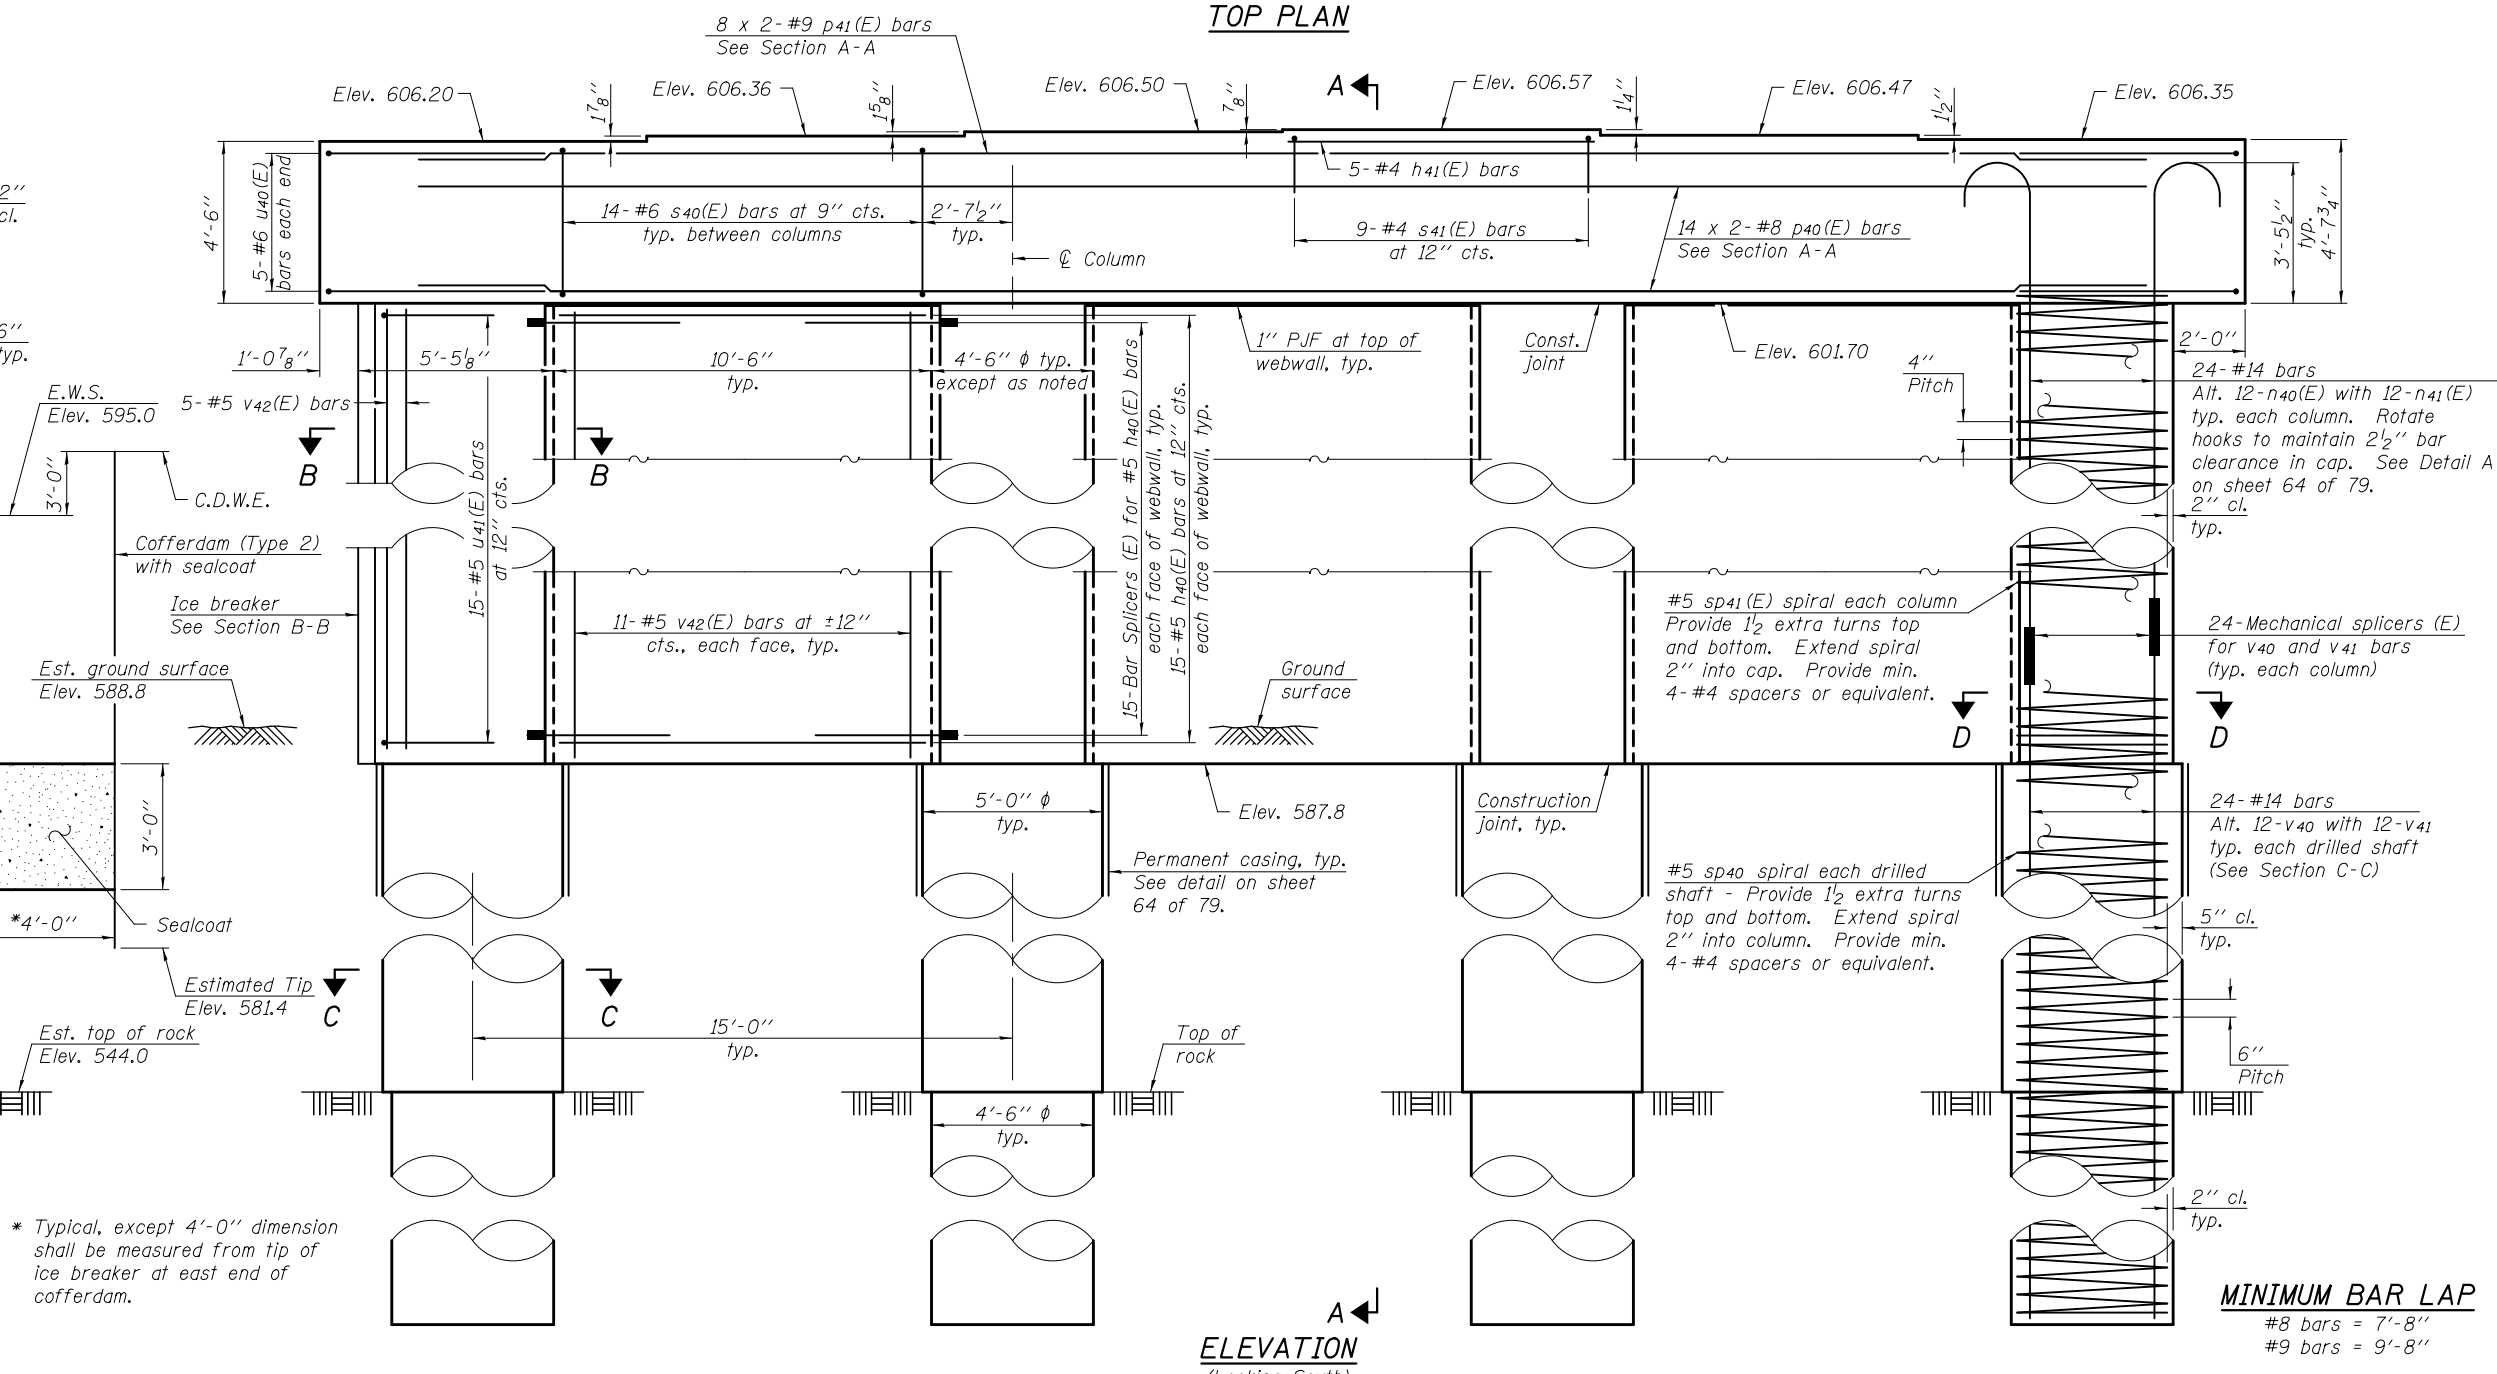 TOP PLAN
8 x 2-#9 p41(E) bars
See Section A-A
Elev. 606.20
1 7/8"
Elev. 606.36
1 5/8"
Elev. 606.50
7/8"
A
Elev. 606.57
1 1/4"
Elev. 606.47
1 1/2"
Elev. 606.35
2"
cl.
4'-6"
5-#6 u40(E)
bars each end
14-#6 s40(E) bars at 9" cts.
typ. between columns
2'-7 1/2"
typ.
℄ Column
5-#4 h41(E) bars
9-#4 s41(E) bars
at 12" cts.
14 x 2-#8 p40(E) bars
See Section A-A
3'-5 1/2"
typ.
4'-7 3/4"
6"
typ.
1'-0 7/8"
5'-5 1/8"
10'-6"
typ.
4'-6" ϕ typ.
except as noted
1" PJF at top of
webwall, typ.
Const.
joint
Elev. 601.70
4"
Pitch
2'-0"
24-#14 bars
Alt. 12-n40(E) with 12-n41(E)
typ. each column. Rotate
hooks to maintain 2 1/2" bar
clearance in cap. See Detail A
on sheet 64 of 79.
2" cl.
typ.
E.W.S.
Elev. 595.0
5-#5 v42(E) bars
B
B
3'-0"
C.D.W.E.
Cofferdam (Type 2)
with sealcoat
Ice breaker
See Section B-B
15-#5 u41(E) bars
at 12" cts.
11-#5 v42(E) bars at ±12"
cts., each face, typ.
15-Bar Splicers (E) for #5 h40(E) bars
each face of webwall, typ.
15-#5 h40(E) bars at 12" cts.
each face of webwall, typ.
#5 sp41(E) spiral each column
Provide 1 1/2 extra turns top
and bottom. Extend spiral
2" into cap. Provide min.
4-#4 spacers or equivalent.
24-Mechanical splicers (E)
for v40 and v41 bars
(typ. each column)
Est. ground surface
Elev. 588.8
Ground
surface
D
D
3'-0"
5'-0" ϕ
typ.
Elev. 587.8
Construction
joint, typ.
24-#14 bars
Alt. 12-v40 with 12-v41
typ. each drilled shaft
(See Section C-C)
Permanent casing, typ.
See detail on sheet
64 of 79.
#5 sp40 spiral each drilled
shaft - Provide 1 1/2 extra turns
top and bottom. Extend spiral
2" into column. Provide min.
4-#4 spacers or equivalent.
*4'-0"
Sealcoat
5" cl.
typ.
Estimated Tip
Elev. 581.4
C
C
Est. top of rock
Elev. 544.0
15'-0"
typ.
Top of
rock
6"
Pitch
4'-6" ϕ
typ.
2" cl.
typ.
* Typical, except 4'-0" dimension
shall be measured from tip of
ice breaker at east end of
cofferdam.
A
ELEVATION
(Looking South)
MINIMUM BAR LAP
#8 bars = 7'-8"
#9 bars = 9'-8"